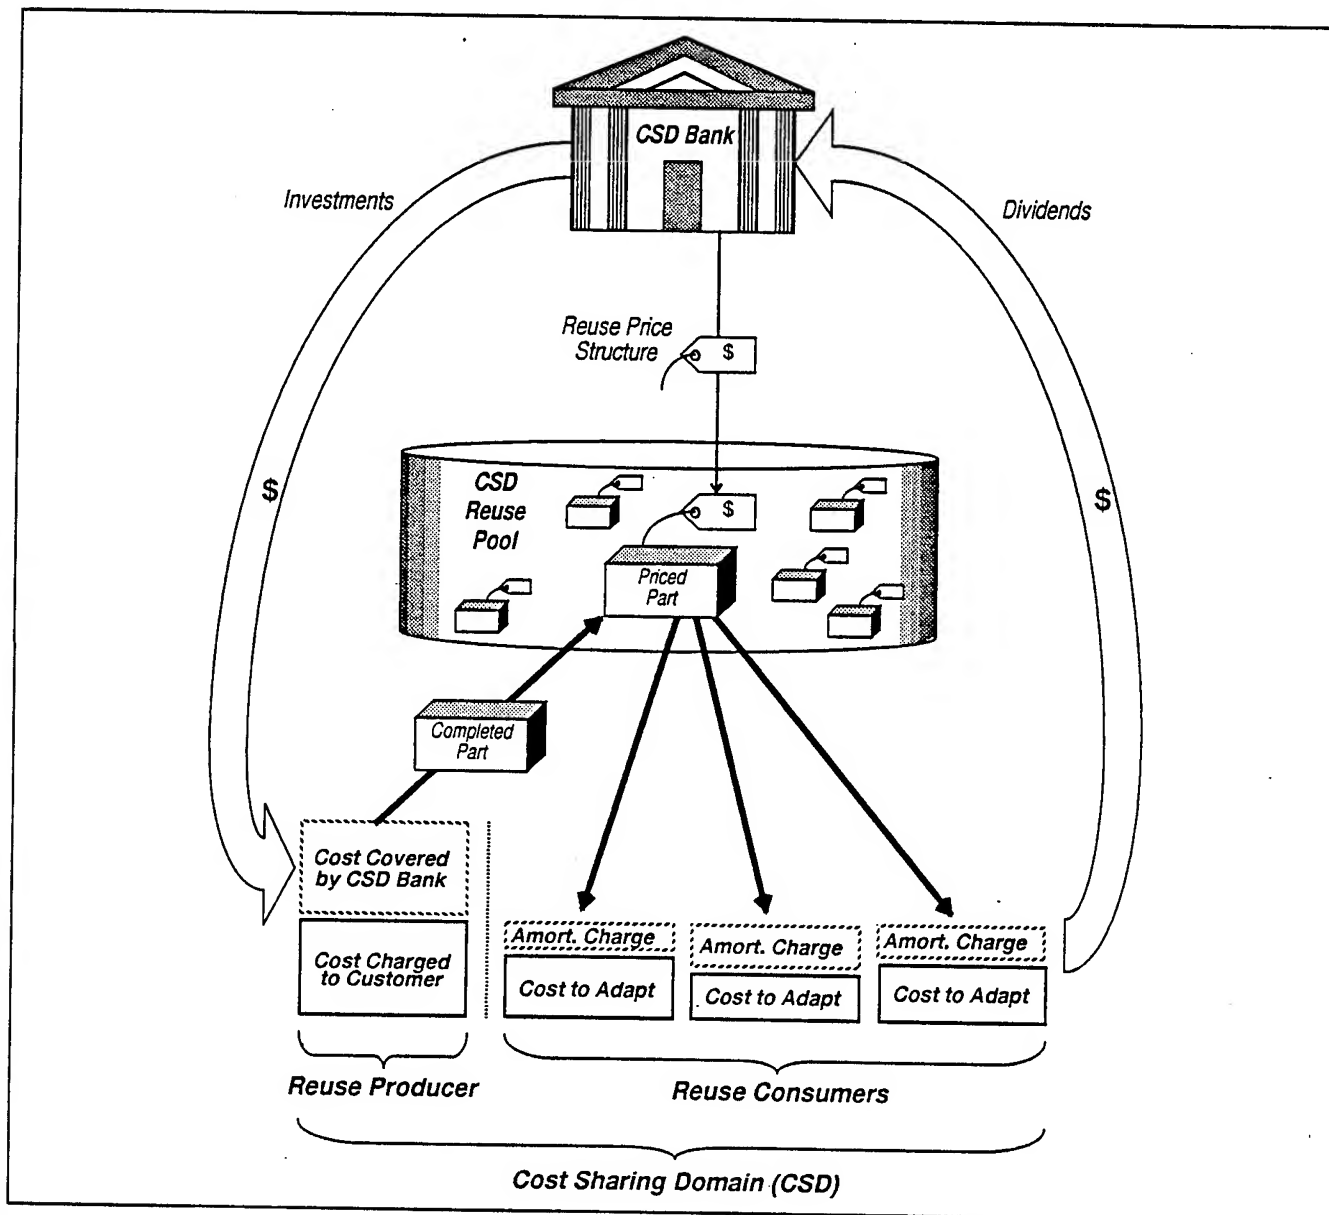 CSD Bank
Investments
Dividends
Reuse Price
Structure
$
CSD
Reuse
Pool
$
$
$
Priced
Part
Completed
Part
Cost Covered
by CSD Bank
Cost Charged
to Customer
Amort. Charge
Amort. Charge
Amort. Charge
Cost to Adapt
Cost to Adapt
Cost to Adapt
Reuse Producer
Reuse Consumers
Cost Sharing Domain (CSD)